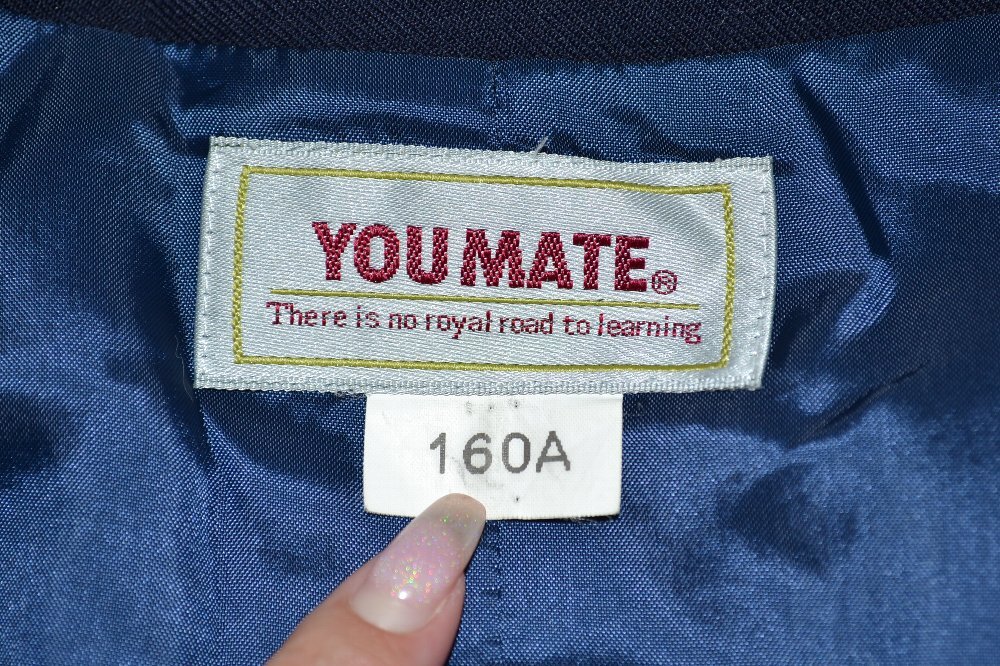 YOUMATE®
There is no royal road to learning
160A